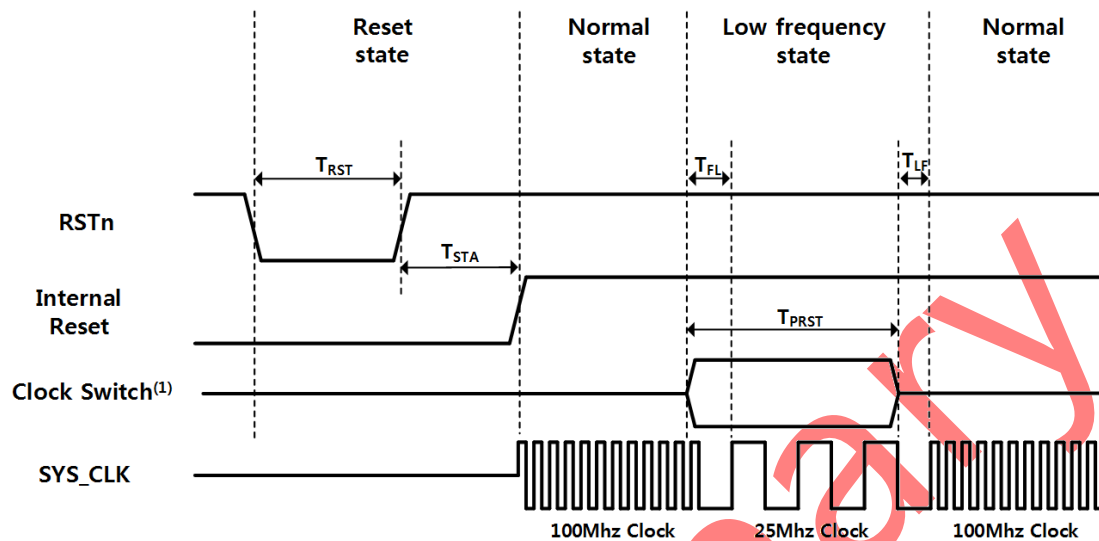 Reset
state
Normal
state
Low frequency
state
Normal
state
TRST
TFL
TLF
RSTn
TSTA
Internal
Reset
TPRST
Clock Switch(1)
SYS_CLK
100Mhz Clock
25Mhz Clock
100Mhz Clock